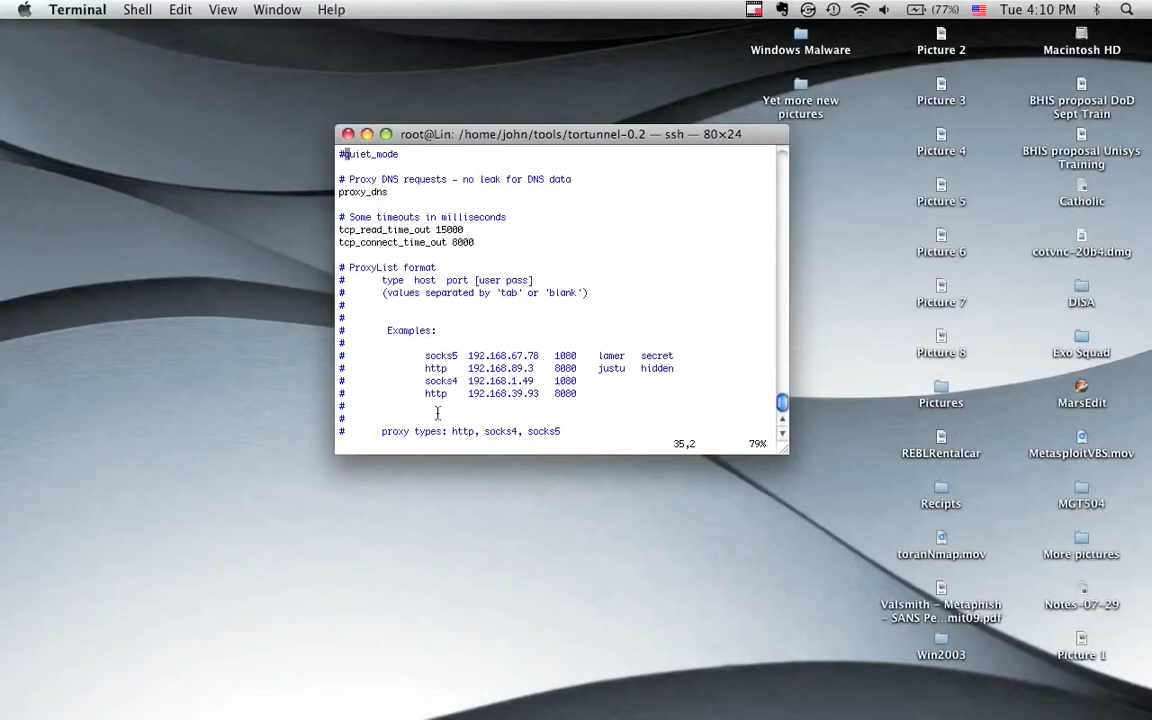 Terminal Shell Edit View Window Help (77%) Tue 4:10 PM
root@Lin: /home/john/tools/tortunnel-0.2 — ssh — 80×24
#quiet_mode
# Proxy DNS requests - no leak for DNS data
proxy_dns
# Some timeouts in milliseconds
tcp_read_time_out 15000
tcp_connect_time_out 8000
# ProxyList format
# type host port [user pass]
# (values separated by 'tab' or 'blank')
#
#
# Examples:
#
# socks5 192.168.67.78 1080 lamer secret
# http 192.168.89.3 8080 justu hidden
# socks4 192.168.1.49 1080
# http 192.168.39.93 8080
#
#
# proxy types: http, socks4, socks5
35,2 79%
Windows Malware
Yet more new
pictures
Picture 2
Picture 3
Picture 4
Picture 5
Picture 6
Picture 7
Picture 8
Pictures
REBLRentalcar
Recipts
toranNmap.mov
Valsmith - Metaphish -
SANS Pe...mit09.pdf
Win2003
Macintosh HD
BHIS proposal DoD
Sept Train
BHIS proposal Unisys
Training
Catholic
cotvnc-20b4.dmg
DISA
Exo Squad
MarsEdit
MetasploitVBS.mov
MGT504
More pictures
Notes-07-29
Picture 1